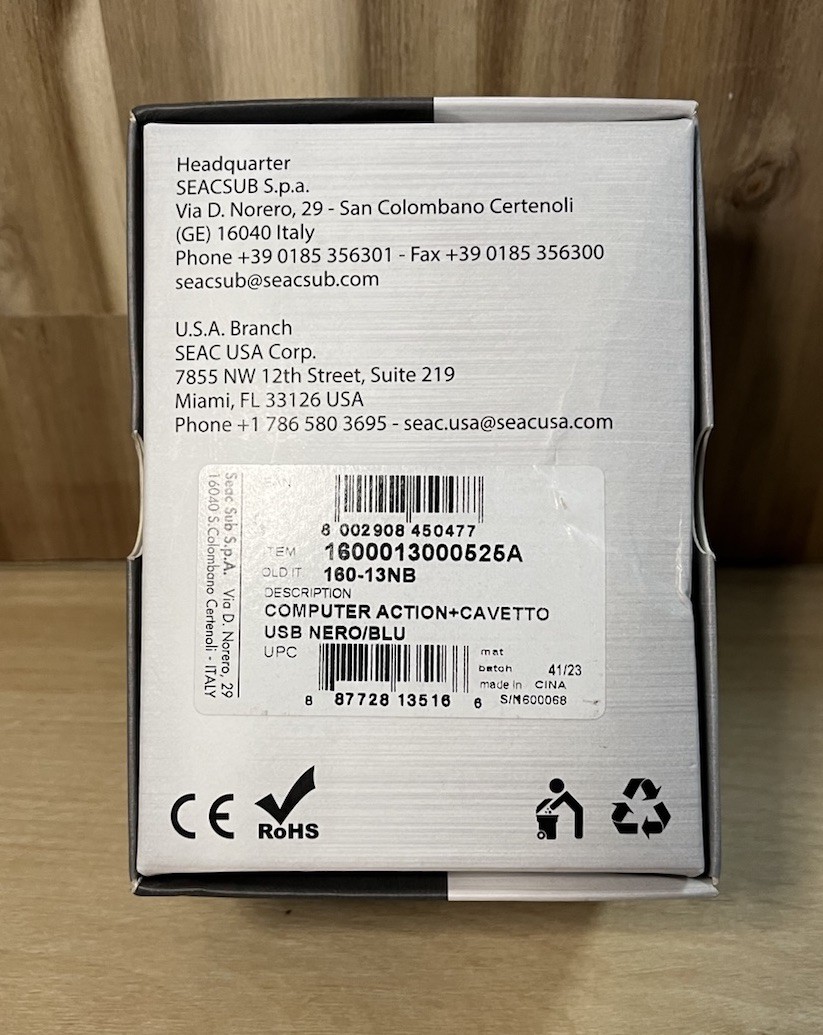 Headquarter
SEACSUB S.p.a.
Via D. Norero, 29 - San Colombano Certenoli
(GE) 16040 Italy
Phone +39 0185 356301 - Fax +39 0185 356300
seacsub@seacsub.com
U.S.A. Branch
SEAC USA Corp.
7855 NW 12th Street, Suite 219
Miami, FL 33126 USA
Phone +1 786 580 3695 - seac.usa@seacusa.com
Seac Sub S.p.A. Via D. Norero, 29
16040 S.Colombano Certenoli - ITALY
EAN
8 002908 450477
ITEM 1600013000525A
OLD IT 160-13NB
DESCRIPTION
COMPUTER ACTION+CAVETTO
USB NERO/BLU
UPC
mat
batch 41/23
made in CINA
8 87728 13516 6 S/N600068
CE
RoHS